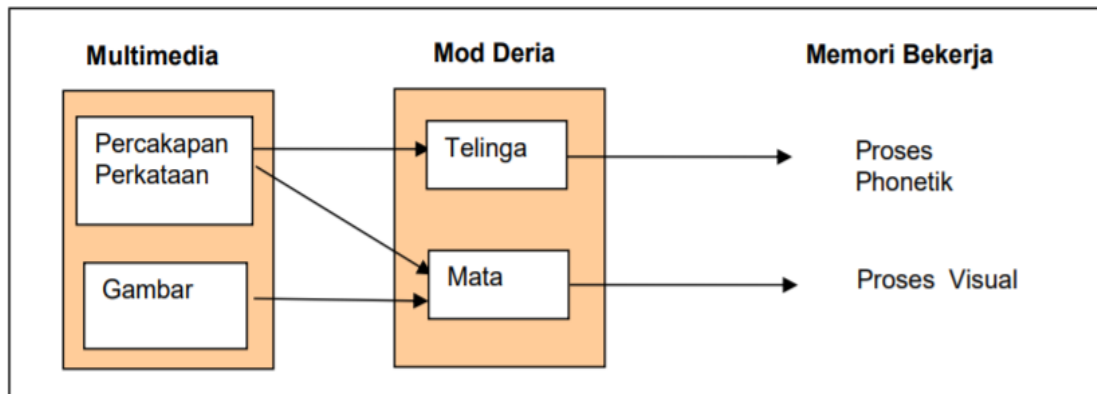 Multimedia
Mod Deria
Memori Bekerja
Percakapan
Perkataan
Telinga
Proses
Phonetik
Gambar
Mata
Proses Visual